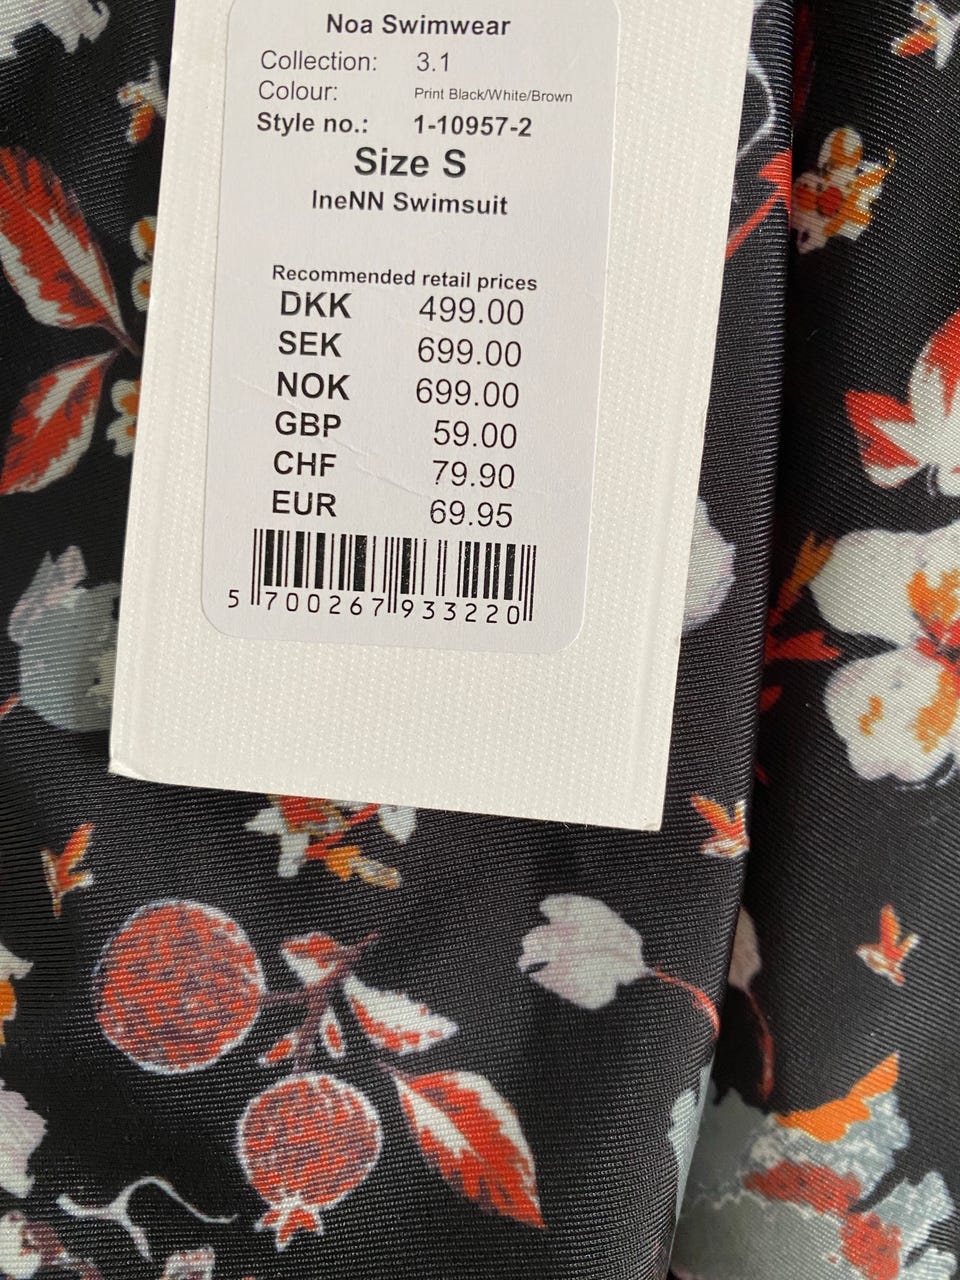 Noa Swimwear
Collection: 3.1
Colour: Print Black/White/Brown
Style no.: 1-10957-2
Size S
IneNN Swimsuit
Recommended retail prices
DKK 499.00
SEK 699.00
NOK 699.00
GBP 59.00
CHF 79.90
EUR 69.95
5 700267 933220